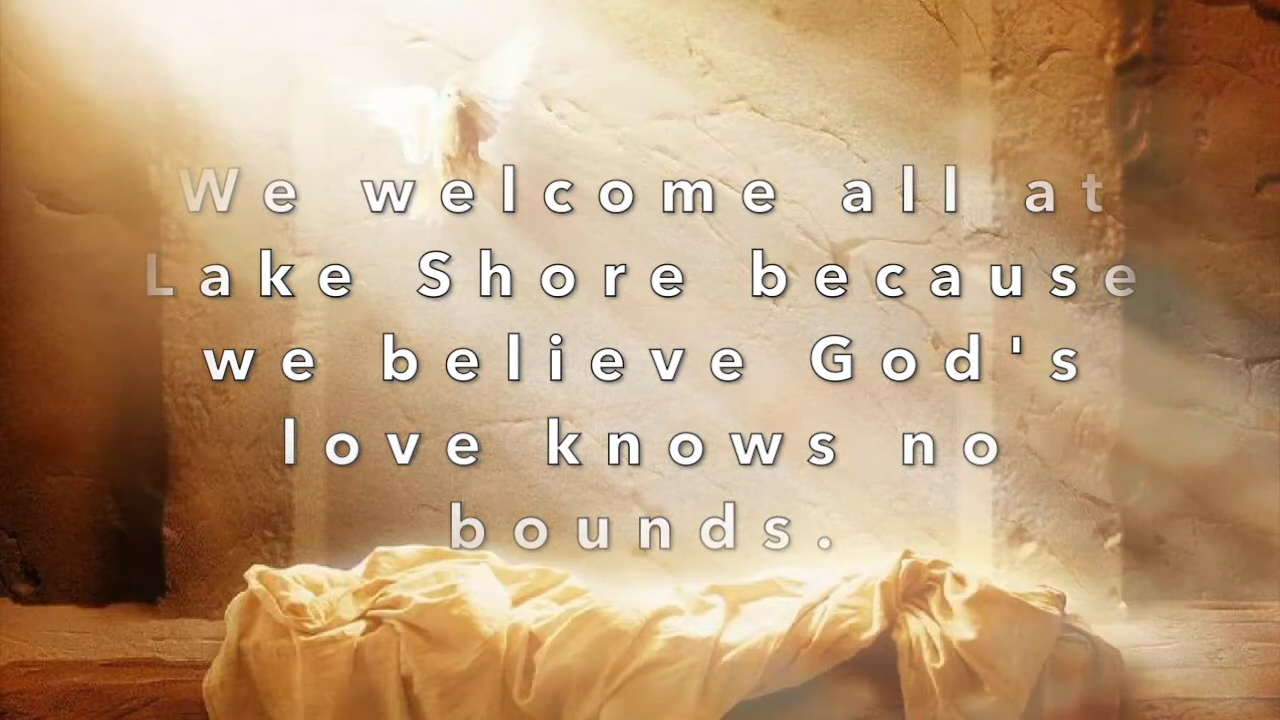 We welcome all at
Lake Shore because
we believe God's
love knows no
bounds.